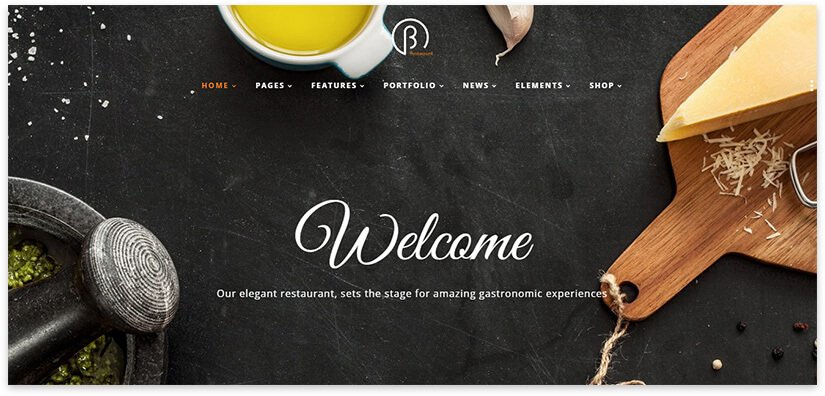 HOME
PAGES
FEATURES
PORTFOLIO
NEWS
ELEMENTS
SHOP
Welcome
Our elegant restaurant, sets the stage for amazing gastronomic experiences